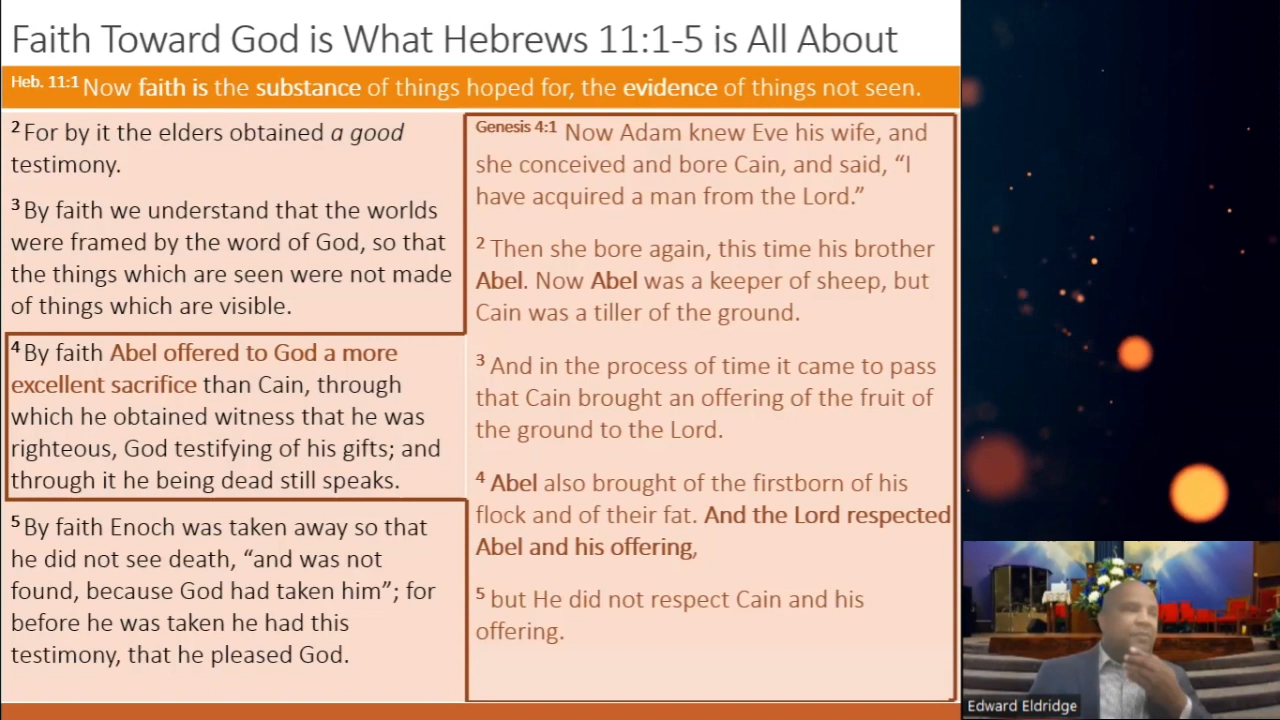 Faith Toward God is What Hebrews 11:1-5 is All About
Heb. 11:1 Now faith is the substance of things hoped for, the evidence of things not seen.
2 For by it the elders obtained a good
testimony.
3 By faith we understand that the worlds
were framed by the word of God, so that
the things which are seen were not made
of things which are visible.
4 By faith Abel offered to God a more
excellent sacrifice than Cain, through
which he obtained witness that he was
righteous, God testifying of his gifts; and
through it he being dead still speaks.
5 By faith Enoch was taken away so that
he did not see death, “and was not
found, because God had taken him”; for
before he was taken he had this
testimony, that he pleased God.
Genesis 4:1 Now Adam knew Eve his wife, and
she conceived and bore Cain, and said, “I
have acquired a man from the Lord.”
2 Then she bore again, this time his brother
Abel. Now Abel was a keeper of sheep, but
Cain was a tiller of the ground.
3 And in the process of time it came to pass
that Cain brought an offering of the fruit of
the ground to the Lord.
4 Abel also brought of the firstborn of his
flock and of their fat. And the Lord respected
Abel and his offering,
5 but He did not respect Cain and his
offering.
Edward Eldridge